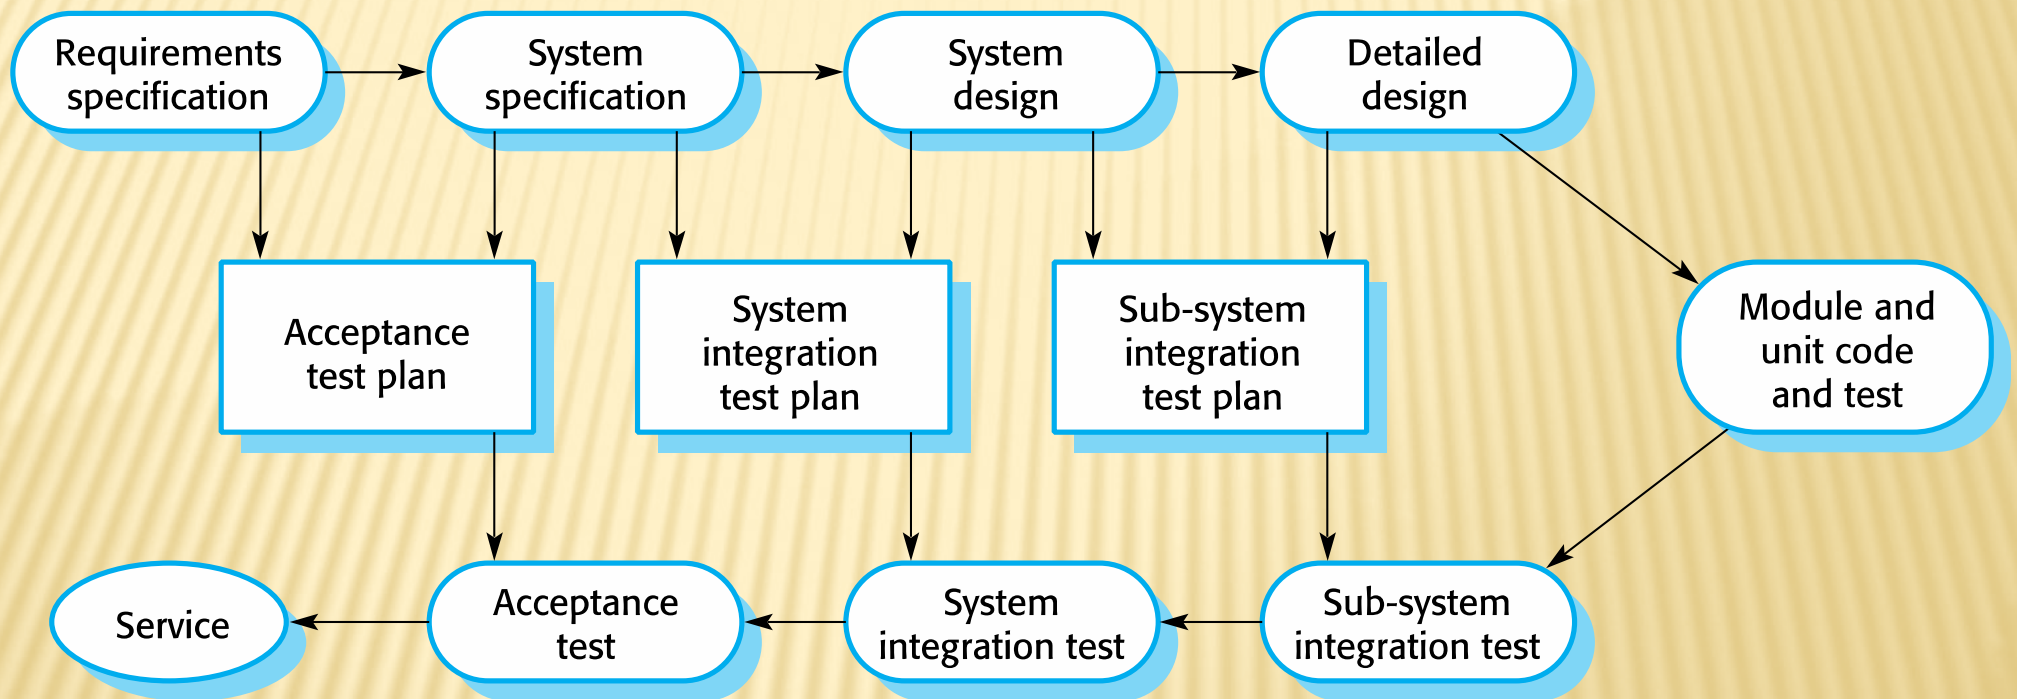 Requirements
specification
System
specification
System
design
Detailed
design
Acceptance
test plan
System
integration
test plan
Sub-system
integration
test plan
Module and
unit code
and test
Service
Acceptance
test
System
integration test
Sub-system
integration test